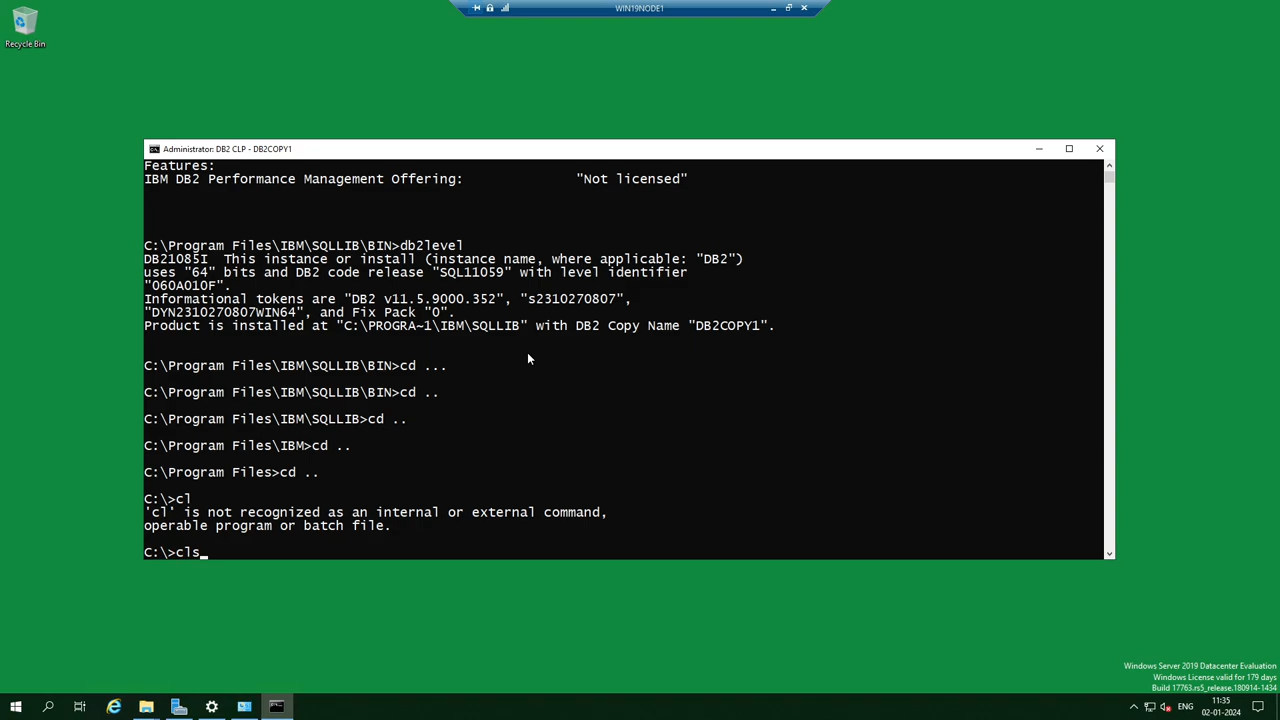 WIN19NODE1
Recycle Bin
Administrator: DB2 CLP - DB2COPY1
Features:
IBM DB2 Performance Management Offering:              "Not licensed"
C:\Program Files\IBM\SQLLIB\BIN>db2level
DB21085I  This instance or install (instance name, where applicable: "DB2")
uses "64" bits and DB2 code release "SQL11059" with level identifier
"060A010F".
Informational tokens are "DB2 v11.5.9000.352", "s2310270807",
"DYN2310270807WIN64", and Fix Pack "0".
Product is installed at "C:\PROGRA~1\IBM\SQLLIB" with DB2 Copy Name "DB2COPY1".
C:\Program Files\IBM\SQLLIB\BIN>cd ...
C:\Program Files\IBM\SQLLIB\BIN>cd ..
C:\Program Files\IBM\SQLLIB>cd ..
C:\Program Files\IBM>cd ..
C:\Program Files>cd ..
C:\>cl
'cl' is not recognized as an internal or external command,
operable program or batch file.
C:\>cls
Windows Server 2019 Datacenter Evaluation
Windows License valid for 179 days
Build 17763.rs5_release.180914-1434
ENG
11:35
02-01-2024